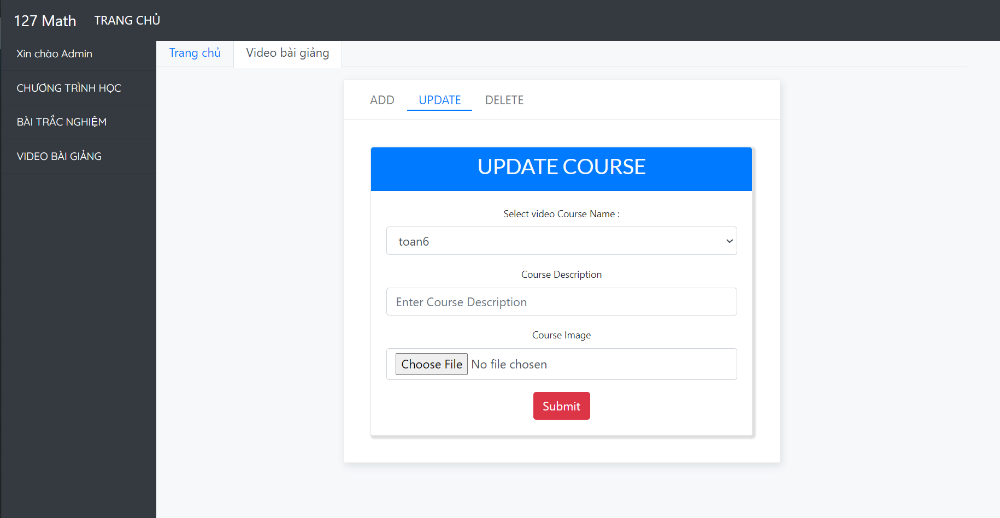 127 Math TRANG CHỦ
Xin chào Admin
CHƯƠNG TRÌNH HỌC
BÀI TRẮC NGHIỆM
VIDEO BÀI GIẢNG
Trang chủ Video bài giảng
ADD UPDATE DELETE
UPDATE COURSE
Select video Course Name :
toan6
Course Description
Enter Course Description
Course Image
Choose File No file chosen
Submit